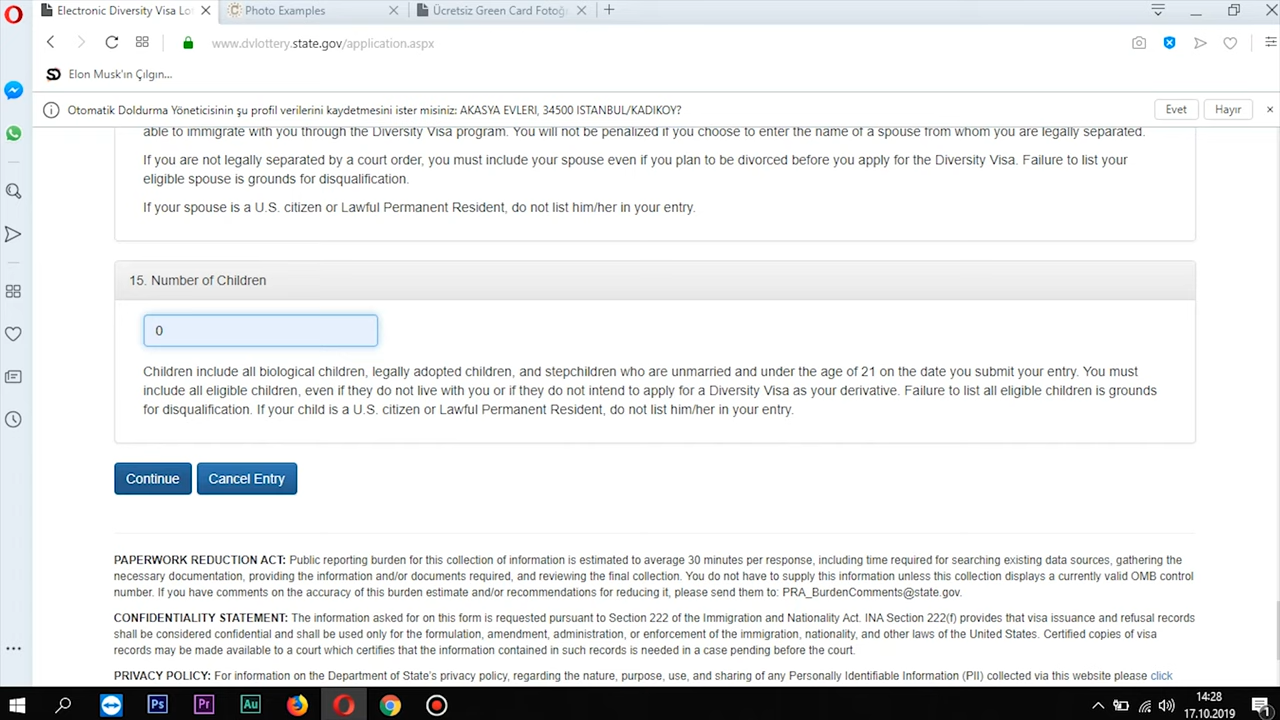 Electronic Diversity Visa Lot
Photo Examples
Ücretsiz Green Card Fotoğ
www.dvlottery.state.gov/application.aspx
SD Elon Musk'ın Çılgın...
Otomatik Doldurma Yöneticisinin şu profil verilerini kaydetmesini ister misiniz: AKASYA EVLERI, 34500 ISTANBUL/KADIKOY?
Evet
Hayır
able to immigrate with you through the Diversity Visa program. You will not be penalized if you choose to enter the name of a spouse from whom you are legally separated.
If you are not legally separated by a court order, you must include your spouse even if you plan to be divorced before you apply for the Diversity Visa. Failure to list your
eligible spouse is grounds for disqualification.
If your spouse is a U.S. citizen or Lawful Permanent Resident, do not list him/her in your entry.
15. Number of Children
0
Children include all biological children, legally adopted children, and stepchildren who are unmarried and under the age of 21 on the date you submit your entry. You must
include all eligible children, even if they do not live with you or if they do not intend to apply for a Diversity Visa as your derivative. Failure to list all eligible children is grounds
for disqualification. If your child is a U.S. citizen or Lawful Permanent Resident, do not list him/her in your entry.
Continue
Cancel Entry
PAPERWORK REDUCTION ACT: Public reporting burden for this collection of information is estimated to average 30 minutes per response, including time required for searching existing data sources, gathering the
necessary documentation, providing the information and/or documents required, and reviewing the final collection. You do not have to supply this information unless this collection displays a currently valid OMB control
number. If you have comments on the accuracy of this burden estimate and/or recommendations for reducing it, please send them to: PRA_BurdenComments@state.gov.
CONFIDENTIALITY STATEMENT: The information asked for on this form is requested pursuant to Section 222 of the Immigration and Nationality Act. INA Section 222(f) provides that visa issuance and refusal records
shall be considered confidential and shall be used only for the formulation, amendment, administration, or enforcement of the immigration, nationality, and other laws of the United States. Certified copies of visa
records may be made available to a court which certifies that the information contained in such records is needed in a case pending before the court.
PRIVACY POLICY: For information on the Department of State's privacy policy, regarding the nature, purpose, use, and sharing of any Personally Identifiable Information (PII) collected via this website please click
Ps
Pr
Au
14:28
17.10.2019
1